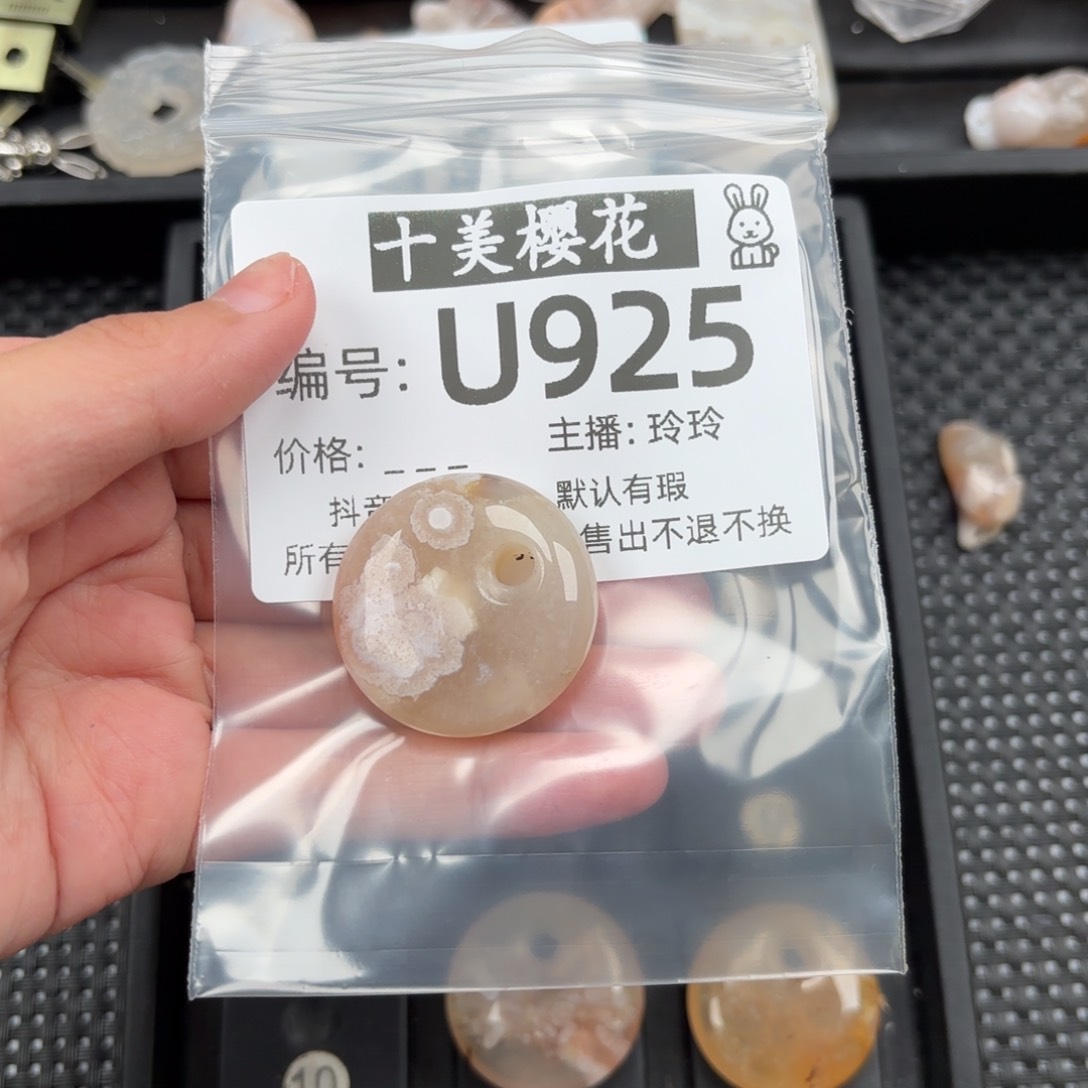 十美樱花
编号: U925
价格: _ _ _
主播: 玲玲
抖音
默认有瑕
所有
售出不退不换
10